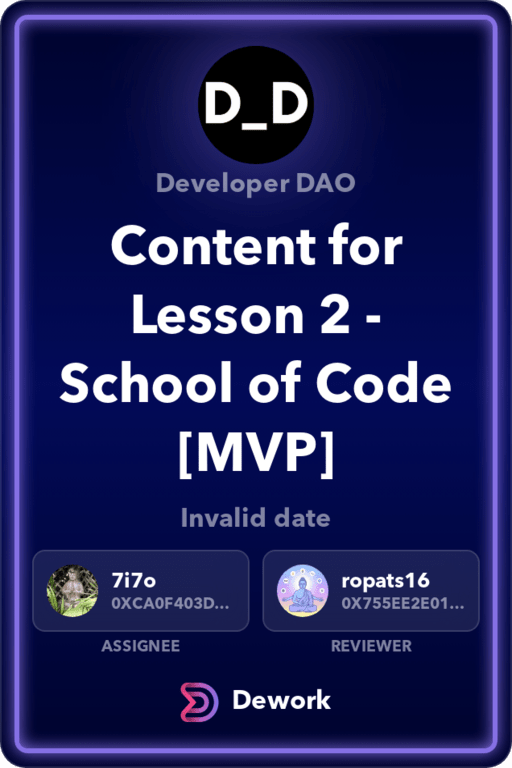 D_D
Developer DAO
Content for
Lesson 2 -
School of Code
[MVP]
Invalid date
7i7o
0XCA0F403D...
ropats16
0X755EE2E01...
ASSIGNEE
REVIEWER
Dework